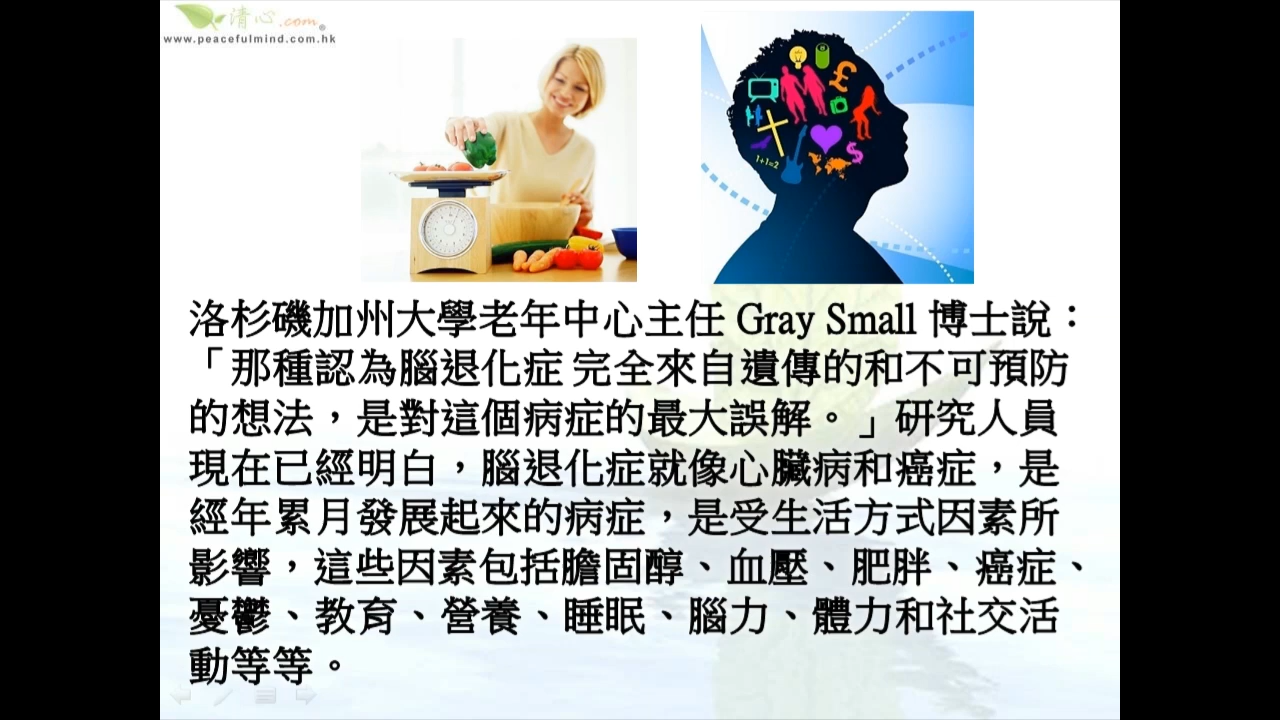 清心.com®
www.peacefulmind.com.hk
£
$
1+1=2
洛杉磯加州大學老年中心主任 Gray Small 博士說：
「那種認為腦退化症 完全來自遺傳的和不可預防
的想法，是對這個病症的最大誤解。」研究人員
現在已經明白，腦退化症就像心臟病和癌症，是
經年累月發展起來的病症，是受生活方式因素所
影響，這些因素包括膽固醇、血壓、肥胖、癌症、
憂鬱、教育、營養、睡眠、腦力、體力和社交活
動等等。